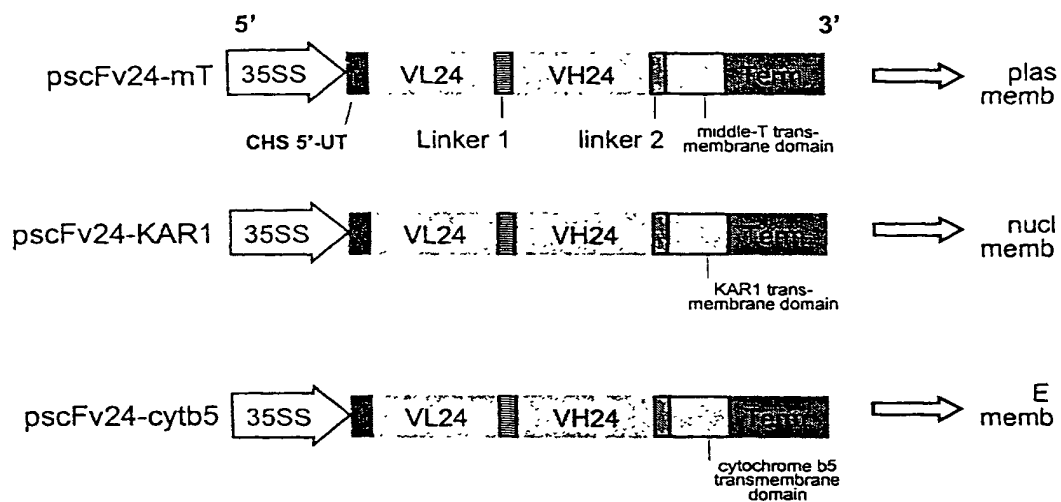 5' 3'
pscFv24-mT 35SS VL24 VH24 Term plas
memb
CHS 5'-UT Linker 1 linker 2 middle-T trans-
membrane domain
pscFv24-KAR1 35SS VL24 VH24 Term nucl
memb
KAR1 trans-
membrane domain
pscFv24-cytb5 35SS VL24 VH24 Term E
memb
cytochrome b5
transmembrane
domain